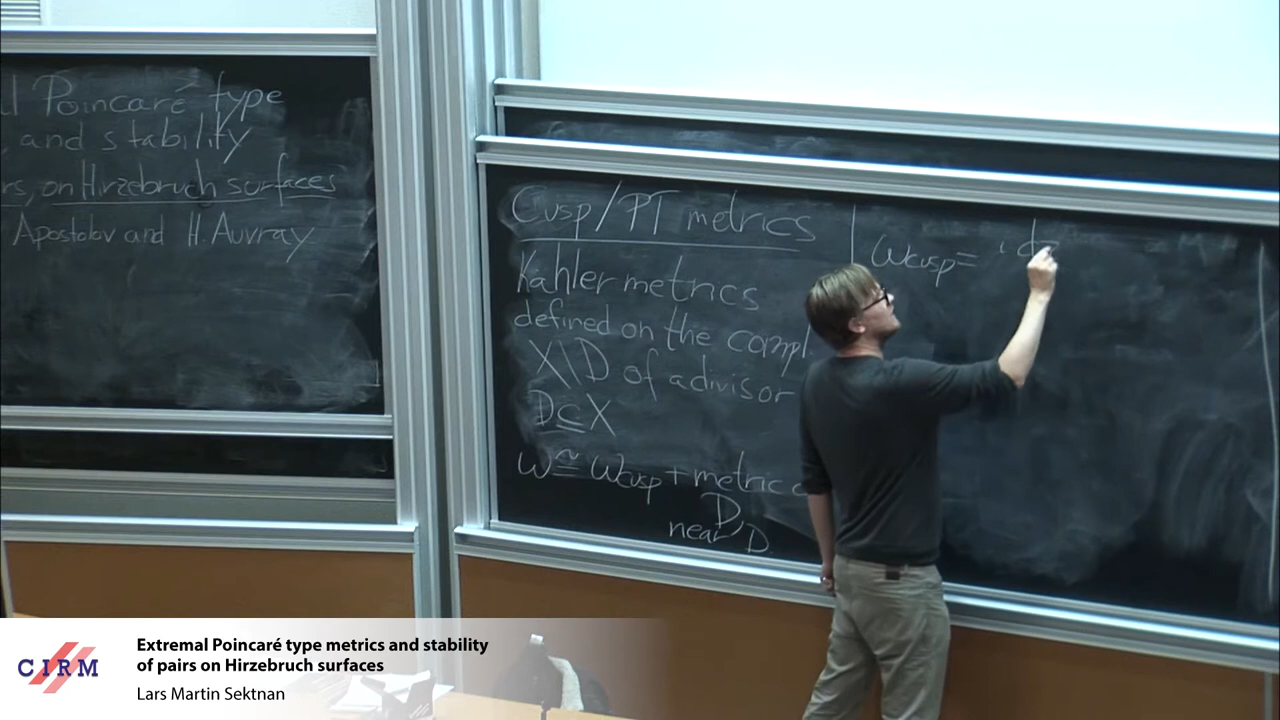 Poincaré type
, and stability
rs, on Hirzebruch surfaces
Apostolov and H. Auvray
Cusp/PT metrics
Kähler metrics
defined on the compl
X\D of a divisor
D⊆X
ω ≅ ωcusp + metric
D
near D
ωcusp =
CIRM
Extremal Poincaré type metrics and stability
of pairs on Hirzebruch surfaces
Lars Martin Sektnan